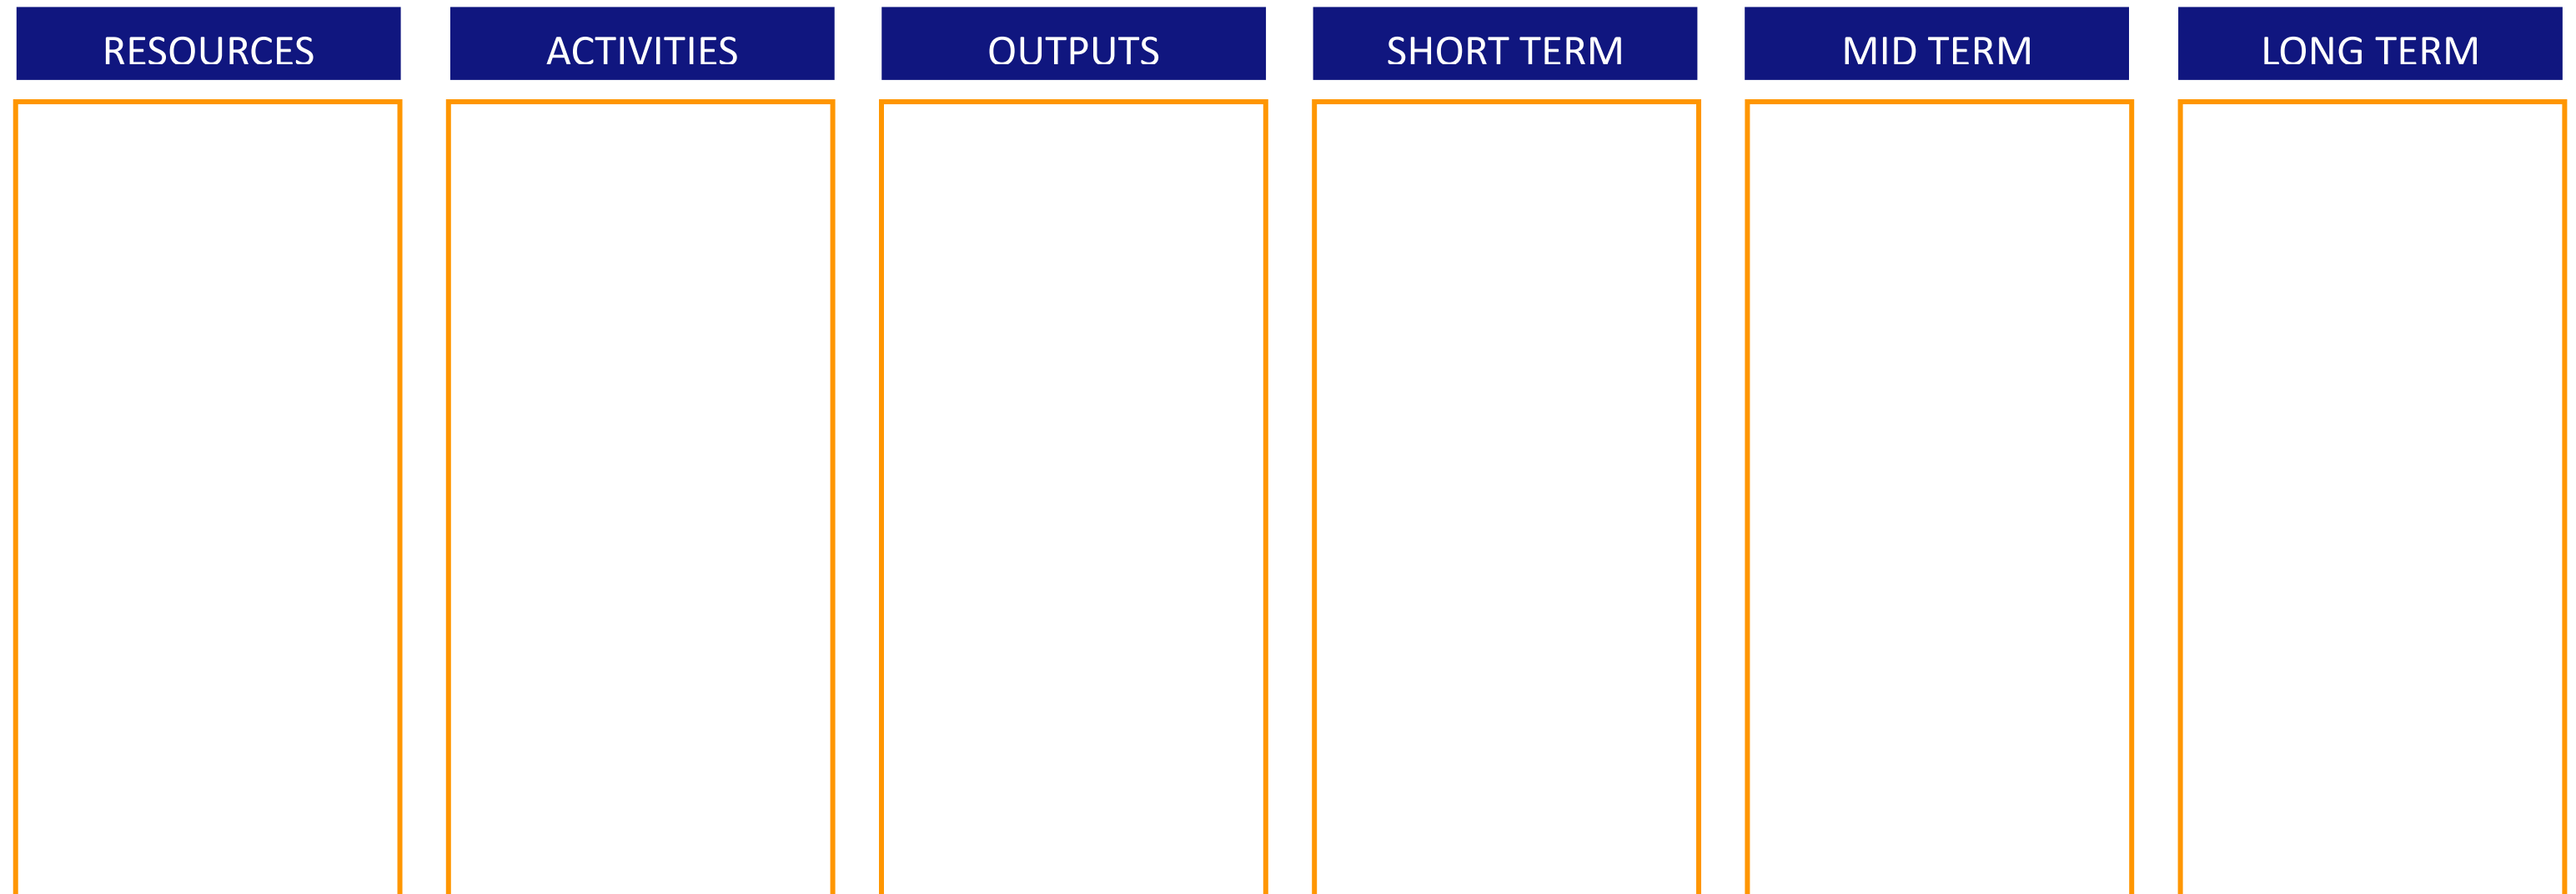 RESOURCES
ACTIVITIES
OUTPUTS
SHORT TERM
MID TERM
LONG TERM